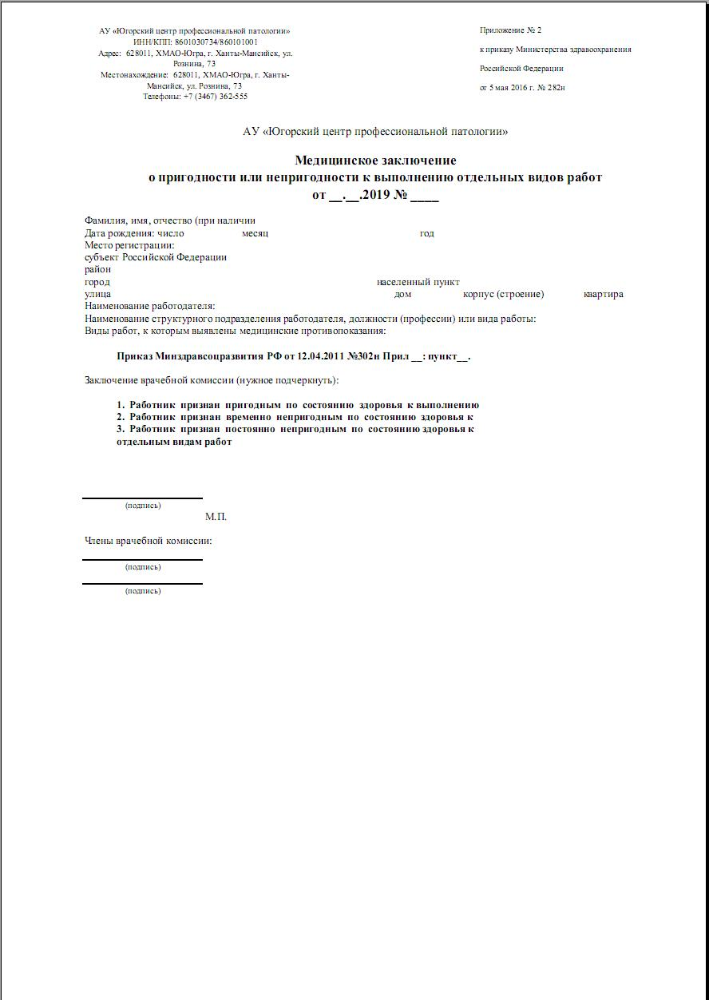 АУ «Югорский центр профессиональной патологии»
ИНН/КПП: 8601030734/860101001
Адрес: 628011, ХМАО-Югра, г. Ханты-Мансийск, ул.
Рознина, 73
Местонахождение: 628011, ХМАО-Югра, г. Ханты-
Мансийск, ул. Рознина, 73
Телефоны: +7 (3467) 362-555
Приложение № 2
к приказу Министерства здравоохранения
Российской Федерации
от 5 мая 2016 г. № 282н
АУ «Югорский центр профессиональной патологии»
Медицинское заключение
о пригодности или непригодности к выполнению отдельных видов работ
от __.__.2019 № ____
Фамилия, имя, отчество (при наличии
Дата рождения: число месяц год
Место регистрации:
субъект Российской Федерации
район
город населенный пункт
улица дом корпус (строение) квартира
Наименование работодателя:
Наименование структурного подразделения работодателя, должности (профессии) или вида работы:
Виды работ, к которым выявлены медицинские противопоказания:
Приказ Минздравсоцразвития РФ от 12.04.2011 №302н Прил __: пункт__.
Заключение врачебной комиссии (нужное подчеркнуть):
1. Работник признан пригодным по состоянию здоровья к выполнению
2. Работник признан временно непригодным по состоянию здоровья к
3. Работник признан постоянно непригодным по состоянию здоровья к
отдельным видам работ
(подпись)
М.П.
Члены врачебной комиссии:
(подпись)
(подпись)